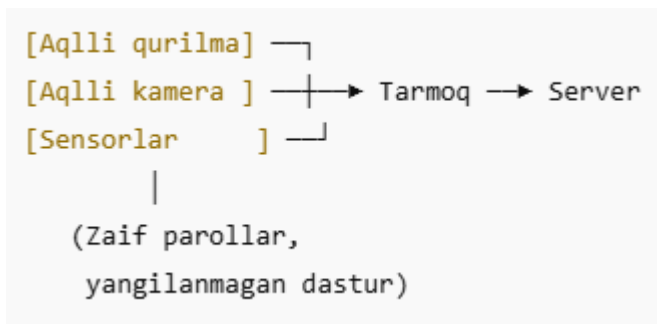 [Aqlli qurilma] ──┐
[Aqlli kamera ] ──┼──► Tarmoq ──► Server
[Sensorlar     ] ──┘
(Zaif parollar,
yangilanmagan dastur)